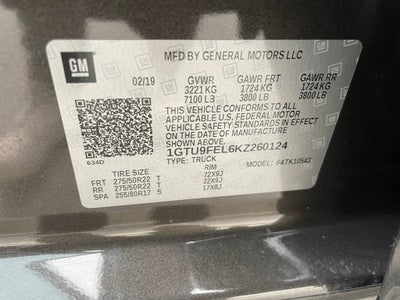 GM
MFD BY GENERAL MOTORS LLC
02/19 GVWR GAWR FRT GAWR RR
3221 KG 1724 KG 1724 KG
7100 LB 3800 LB 3800 LB
THIS VEHICLE CONFORMS TO ALL
APPLICABLE U.S. FEDERAL MOTOR
VEHICLE SAFETY STANDARDS IN EFFECT
ON THE DATE OF MANUFACTURE
SHOWN ABOVE.
1GTU9FEL6KZ260124
634D TYPE: TRUCK MODEL: 64TK10543
TIRE SIZE RIM
FRT 275/50R22 T 22X9J
RR 275/50R22 T 22X9J
SPA 255/80R17 S 17X8J